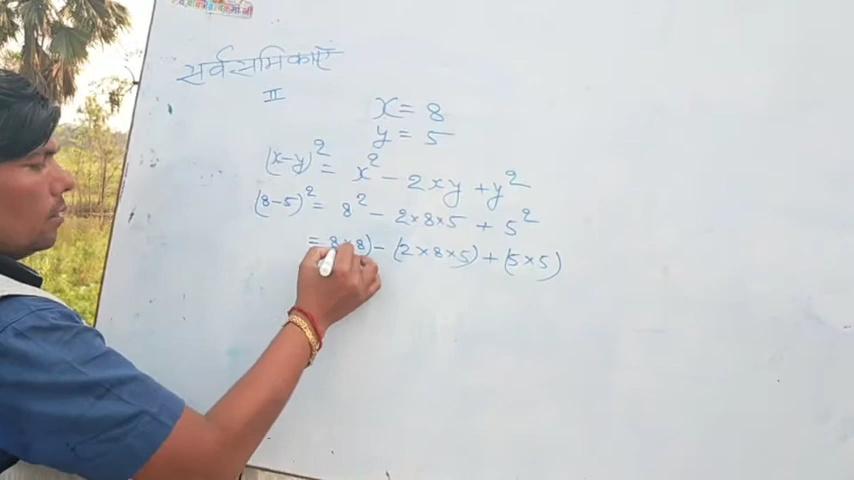 सर्वसमिकाएँ
II
x = 8
y = 5
(x-y)² = x² - 2xy + y²
(8-5)² = 8² - 2×8×5 + 5²
= 8×8) - (2×8×5) + (5×5)